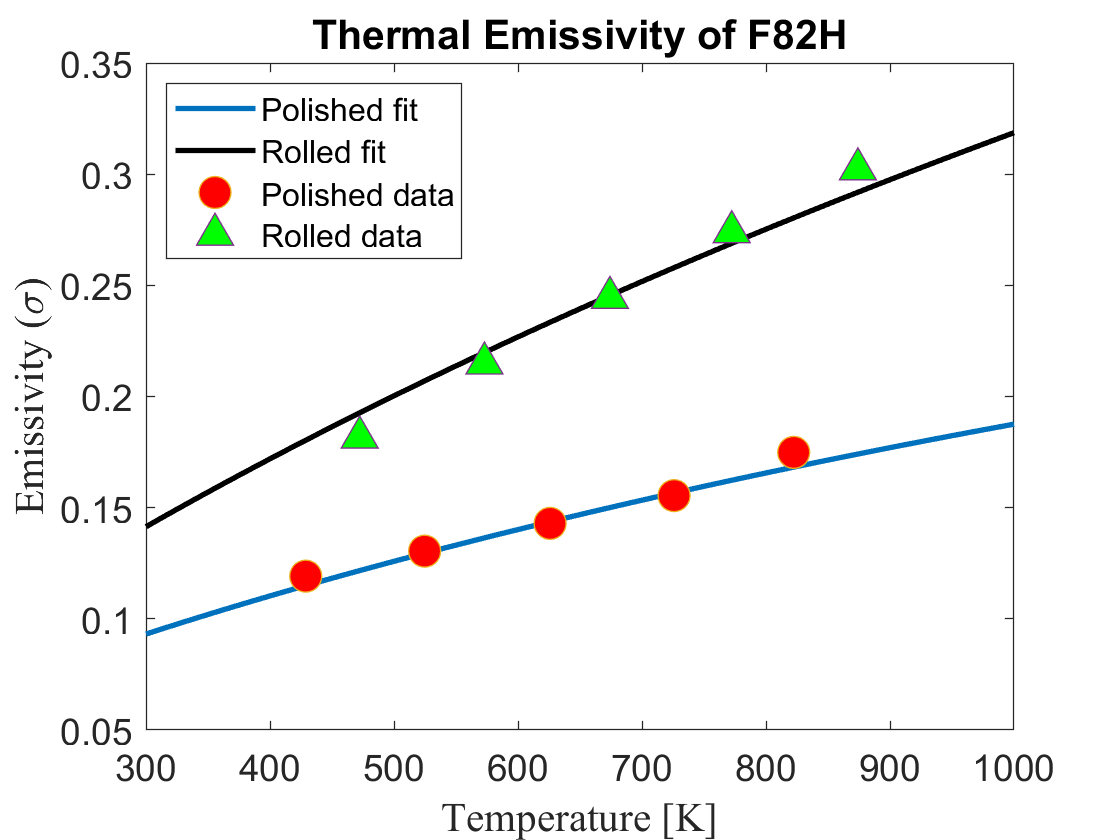 Thermal Emissivity of F82H
0.35
0.3
0.25
0.2
0.15
0.1
0.05
Emissivity (σ)
Polished fit
Rolled fit
Polished data
Rolled data
300 400 500 600 700 800 900 1000
Temperature [K]